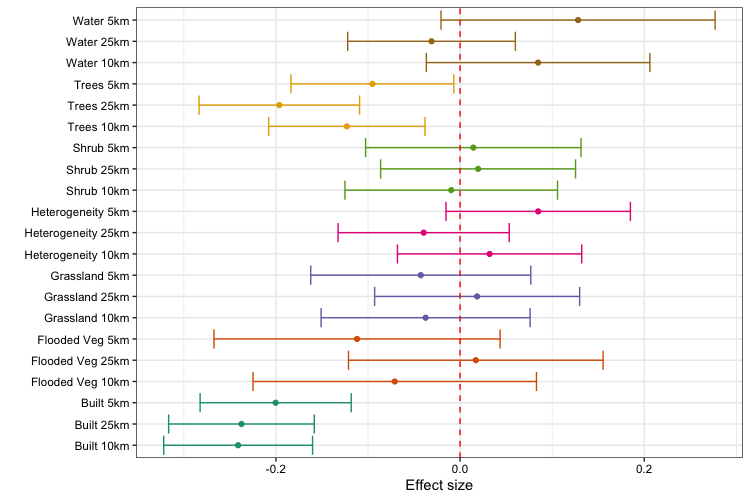 Water 5km
Water 25km
Water 10km
Trees 5km
Trees 25km
Trees 10km
Shrub 5km
Shrub 25km
Shrub 10km
Heterogeneity 5km
Heterogeneity 25km
Heterogeneity 10km
Grassland 5km
Grassland 25km
Grassland 10km
Flooded Veg 5km
Flooded Veg 25km
Flooded Veg 10km
Built 5km
Built 25km
Built 10km
-0.2 0.0 0.2
Effect size